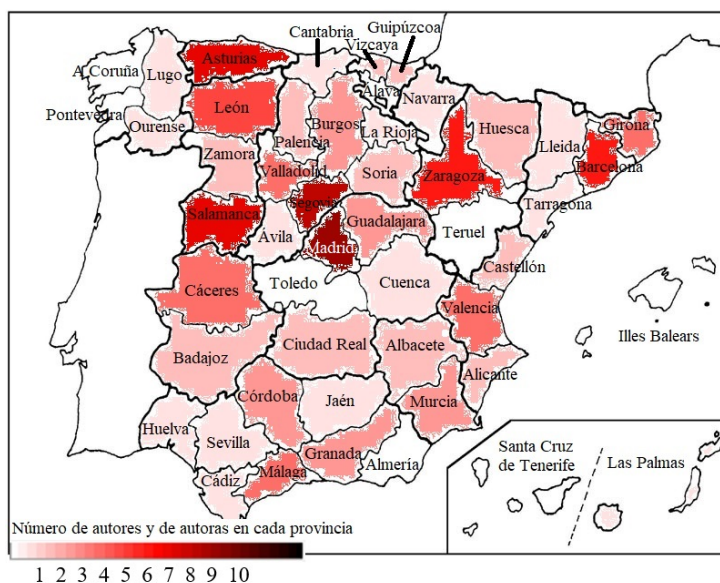 Cantabria
Guipúzcoa
Vizcaya
Asturias
A Coruña
Lugo
Alava
Navarra
León
Pontevedra
Ourense
Palencia
Burgos
La Rioja
Huesca
Lleida
Girona
Zamora
Valladolid
Soria
Zaragoza
Barcelona
Segovia
Tarragona
Salamanca
Ávila
Madrid
Guadalajara
Teruel
Castellón
Cáceres
Toledo
Cuenca
Valencia
Illes Balears
Badajoz
Ciudad Real
Albacete
Alicante
Córdoba
Jaén
Murcia
Huelva
Sevilla
Granada
Almería
Málaga
Cádiz
Santa Cruz
de Tenerife
Las Palmas
Número de autores y de autoras en cada provincia
1 2 3 4 5 6 7 8 9 10